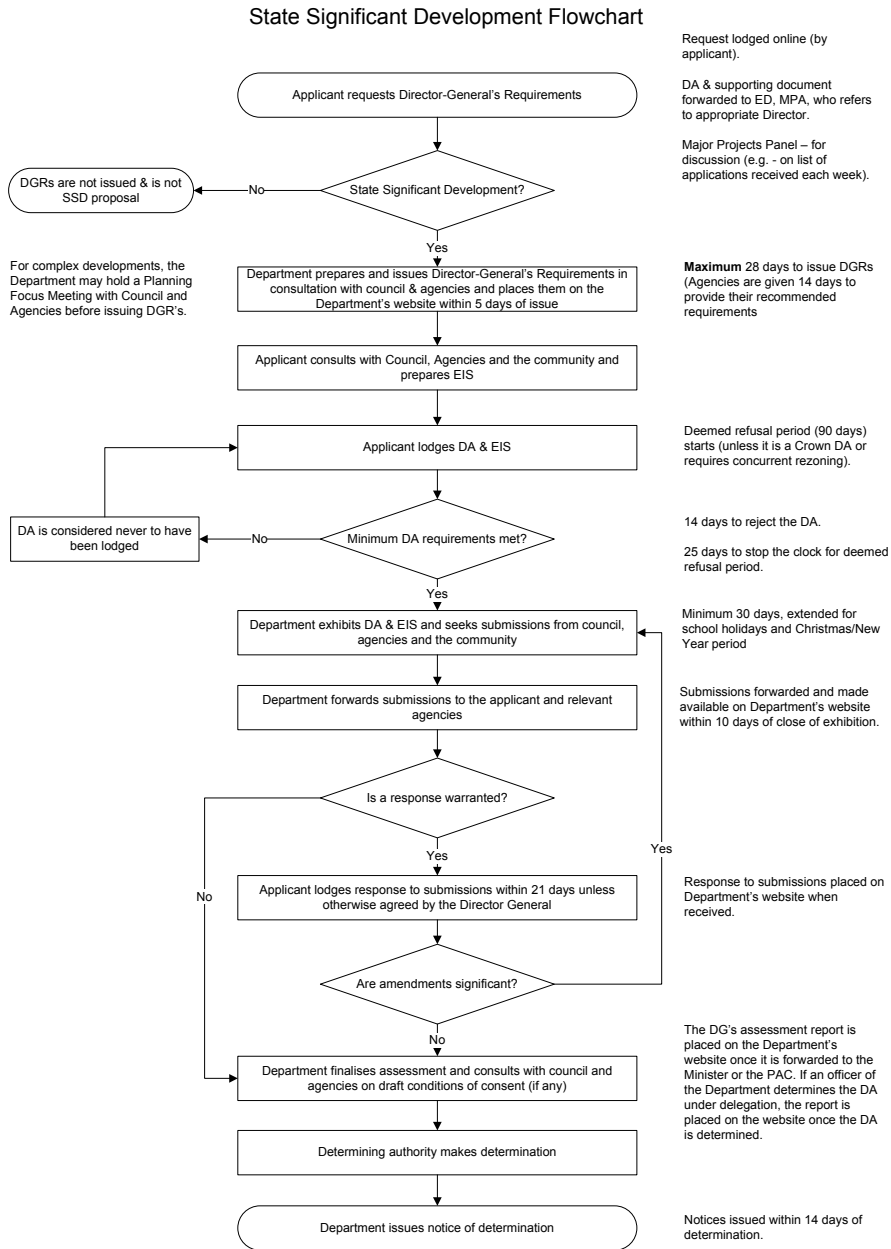 State Significant Development Flowchart
Request lodged online (by
applicant).
Applicant requests Director-General's Requirements
DA & supporting document
forwarded to ED, MPA, who refers
to appropriate Director.
Major Projects Panel – for
discussion (e.g. - on list of
applications received each week).
State Significant Development?
No
DGRs are not issued & is not
SSD proposal
Yes
For complex developments, the
Department may hold a Planning
Focus Meeting with Council and
Agencies before issuing DGR's.
Department prepares and issues Director-General's Requirements in
consultation with council & agencies and places them on the
Department's website within 5 days of issue
Maximum 28 days to issue DGRs
(Agencies are given 14 days to
provide their recommended
requirements
Applicant consults with Council, Agencies and the community and
prepares EIS
Applicant lodges DA & EIS
Deemed refusal period (90 days)
starts (unless it is a Crown DA or
requires concurrent rezoning).
DA is considered never to have
been lodged
No
Minimum DA requirements met?
14 days to reject the DA.
25 days to stop the clock for deemed
refusal period.
Yes
Department exhibits DA & EIS and seeks submissions from council,
agencies and the community
Minimum 30 days, extended for
school holidays and Christmas/New
Year period
Department forwards submissions to the applicant and relevant
agencies
Submissions forwarded and made
available on Department's website
within 10 days of close of exhibition.
Is a response warranted?
Yes
Yes
No
Applicant lodges response to submissions within 21 days unless
otherwise agreed by the Director General
Response to submissions placed on
Department's website when
received.
Are amendments significant?
No
Department finalises assessment and consults with council and
agencies on draft conditions of consent (if any)
The DG's assessment report is
placed on the Department's
website once it is forwarded to the
Minister or the PAC. If an officer of
the Department determines the DA
under delegation, the report is
placed on the website once the DA
is determined.
Determining authority makes determination
Department issues notice of determination
Notices issued within 14 days of
determination.